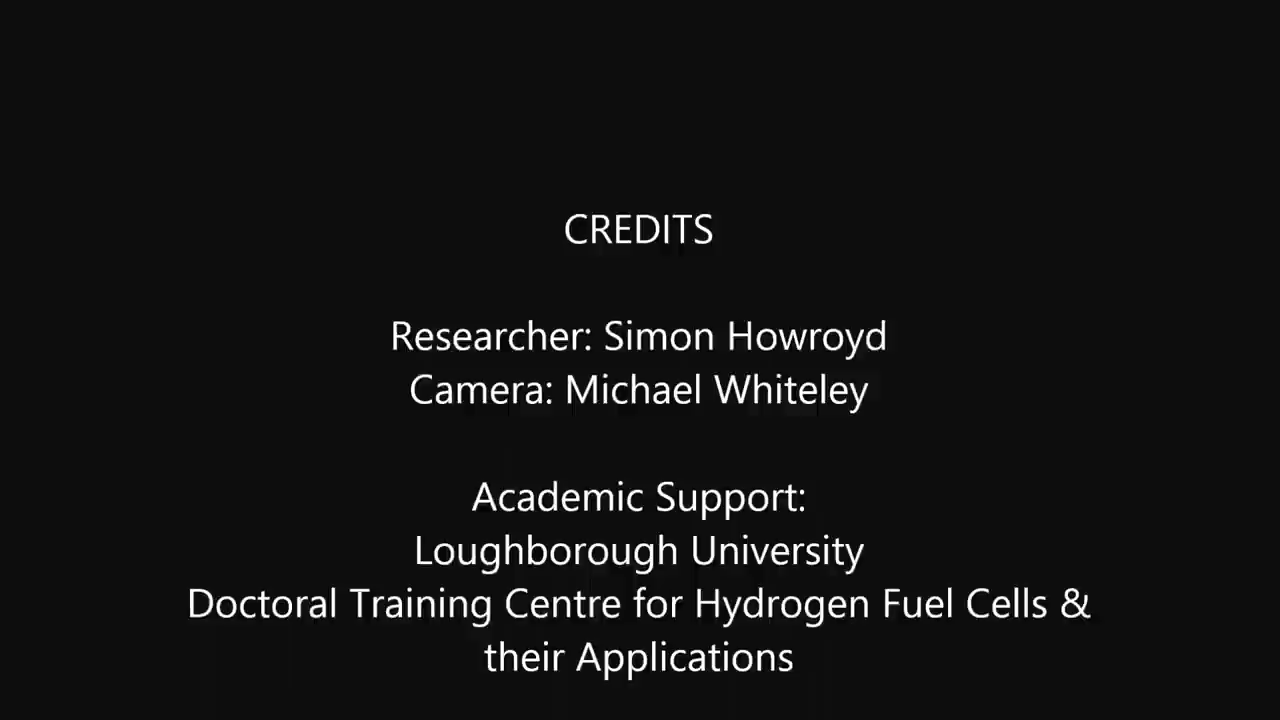 CREDITS
Researcher: Simon Howroyd
Camera: Michael Whiteley
Academic Support:
Loughborough University
Doctoral Training Centre for Hydrogen Fuel Cells &
their Applications